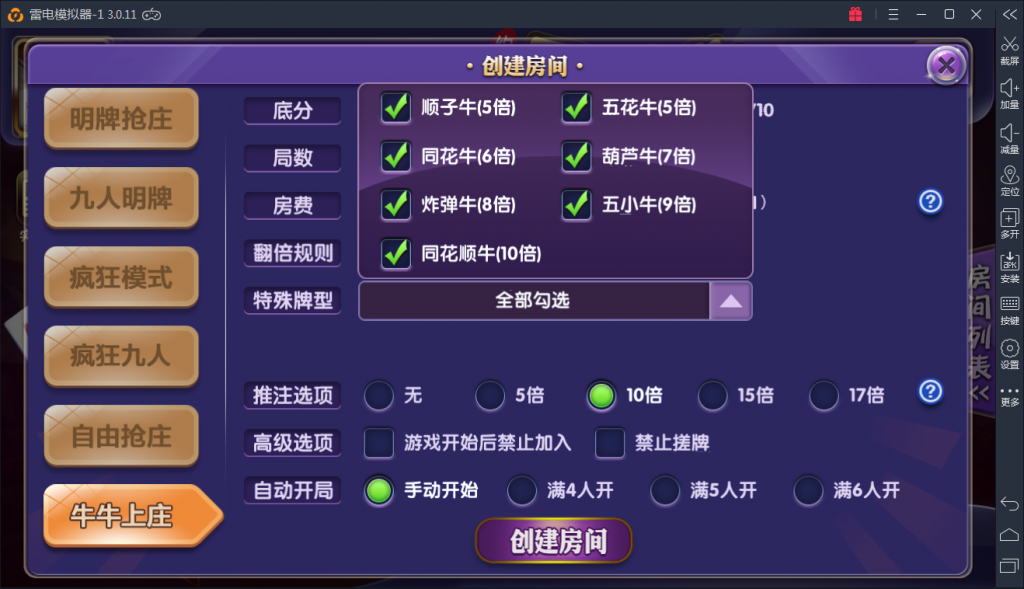 雷电模拟器-1 3.0.11
· 创建房间 ·
明牌抢庄
九人明牌
疯狂模式
疯狂九人
自由抢庄
牛牛上庄
底分
/10
局数
房费
翻倍规则
特殊牌型
顺子牛(5倍) 五花牛(5倍)
同花牛(6倍) 葫芦牛(7倍)
炸弹牛(8倍) 五小牛(9倍)
同花顺牛(10倍)
全部勾选
推注选项 无 5倍 10倍 15倍 17倍
高级选项 游戏开始后禁止加入 禁止搓牌
自动开局 手动开始 满4人开 满5人开 满6人开
创建房间
房间列表
截屏
加量
减量
定位
多开
APK
安装
按键
设置
更多